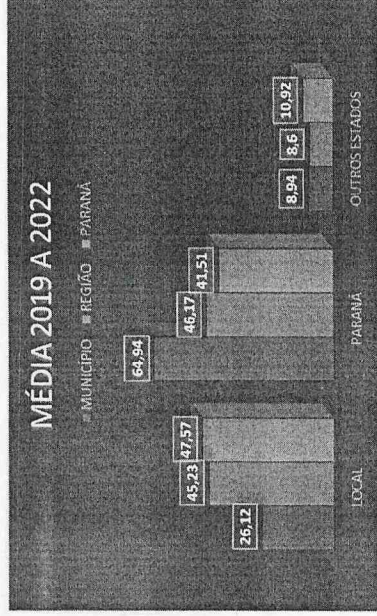 MÉDIA 2019 A 2022
MUNICÍPIO REGIÃO PARANÁ
26,12 45,23 47,57
64,94 46,17 41,51
8,94 8,6 10,92
LOCAL PARANÁ OUTROS ESTADOS